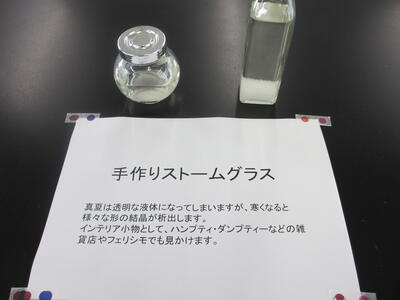 手作りストームグラス
真夏は透明な液体になってしまいますが、寒くなると
様々な形の結晶が析出します。
インテリア小物として、ハンプティ・ダンプティーなどの雑
貨店やフェリシモでも見かけます。